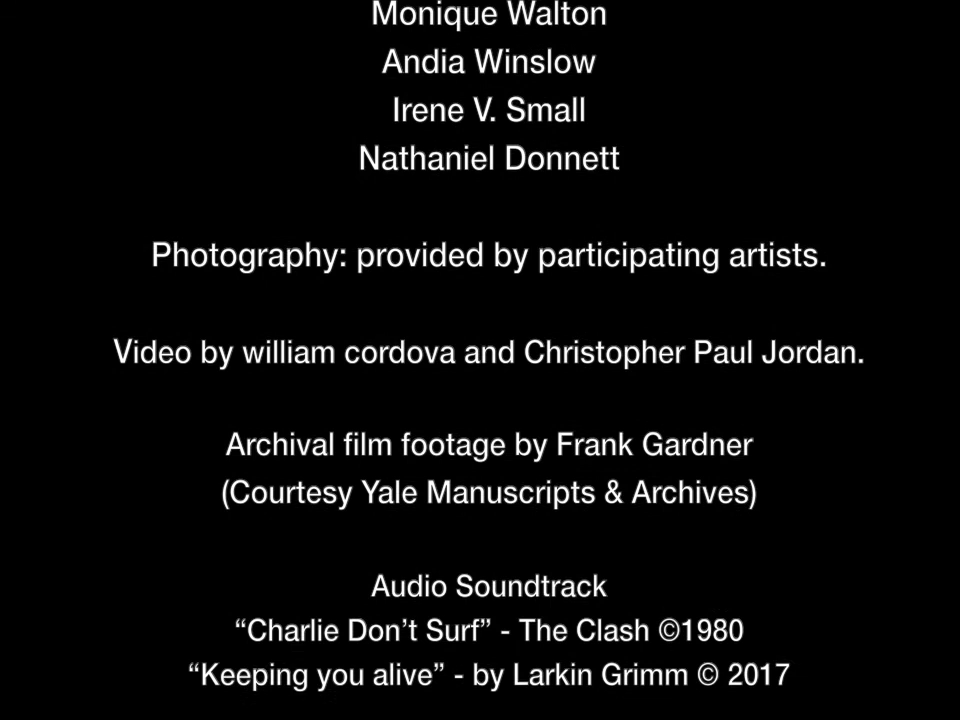 Monique Walton
Andia Winslow
Irene V. Small
Nathaniel Donnett
Photography: provided by participating artists.
Video by william cordova and Christopher Paul Jordan.
Archival film footage by Frank Gardner
(Courtesy Yale Manuscripts & Archives)
Audio Soundtrack
“Charlie Don’t Surf” - The Clash ©1980
“Keeping you alive” - by Larkin Grimm © 2017